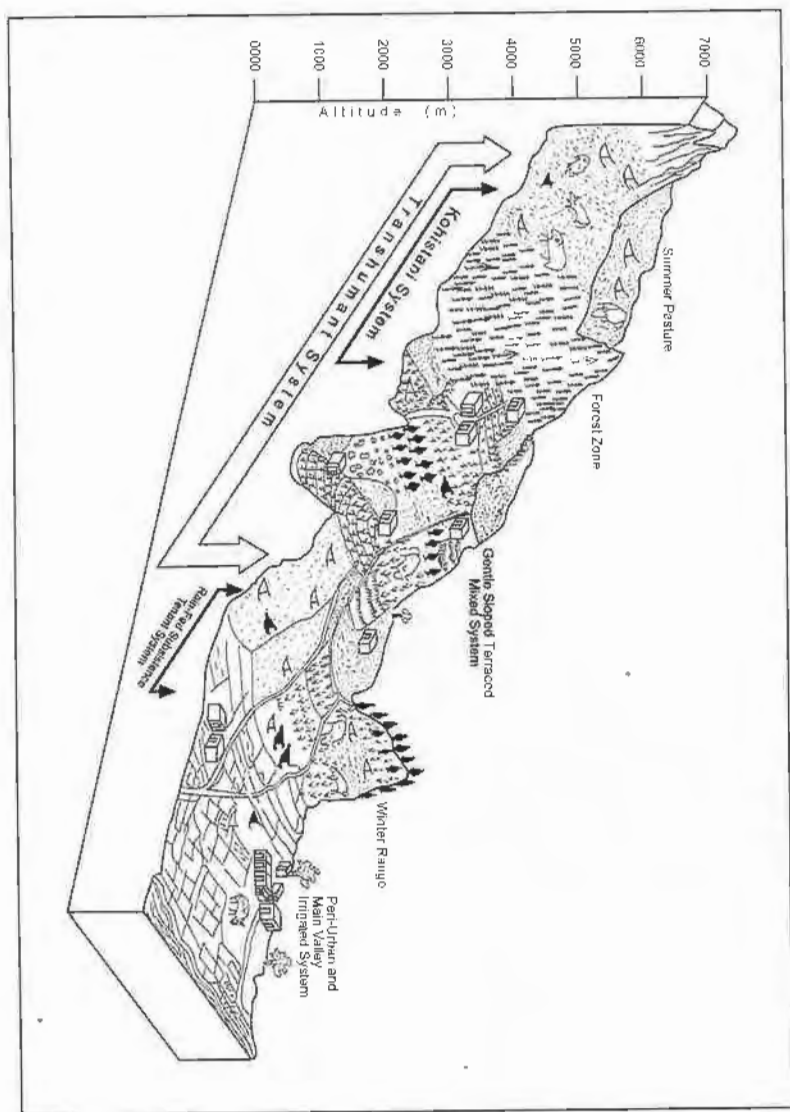 7000
6000
5000
4000
3000
2000
1000
0000
Altitude (m)
Summer Pasture
Forest Zone
Gentle Sloped Terraced
Mixed System
Winter Range
Peri-Urban and
Main Valley
Irrigated System
Kohistani System
Transhumant System
Rain-Fed Subsistence
Tenant System